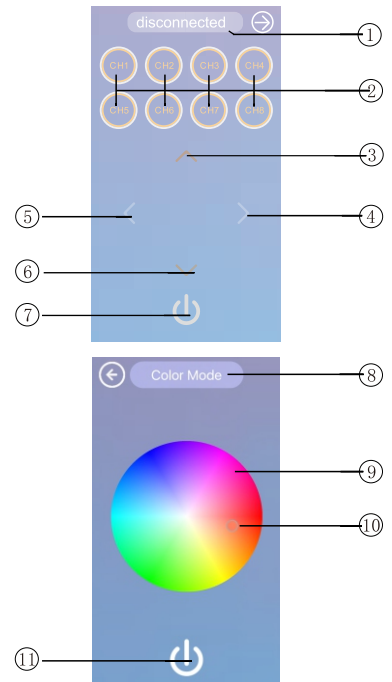 disconnected
①
CH1 CH2 CH3 CH4
②
CH5 CH6 CH7 CH8
③
⑤ ④
⑥
⑦
Color Mode ⑧
⑨
⑩
⑪